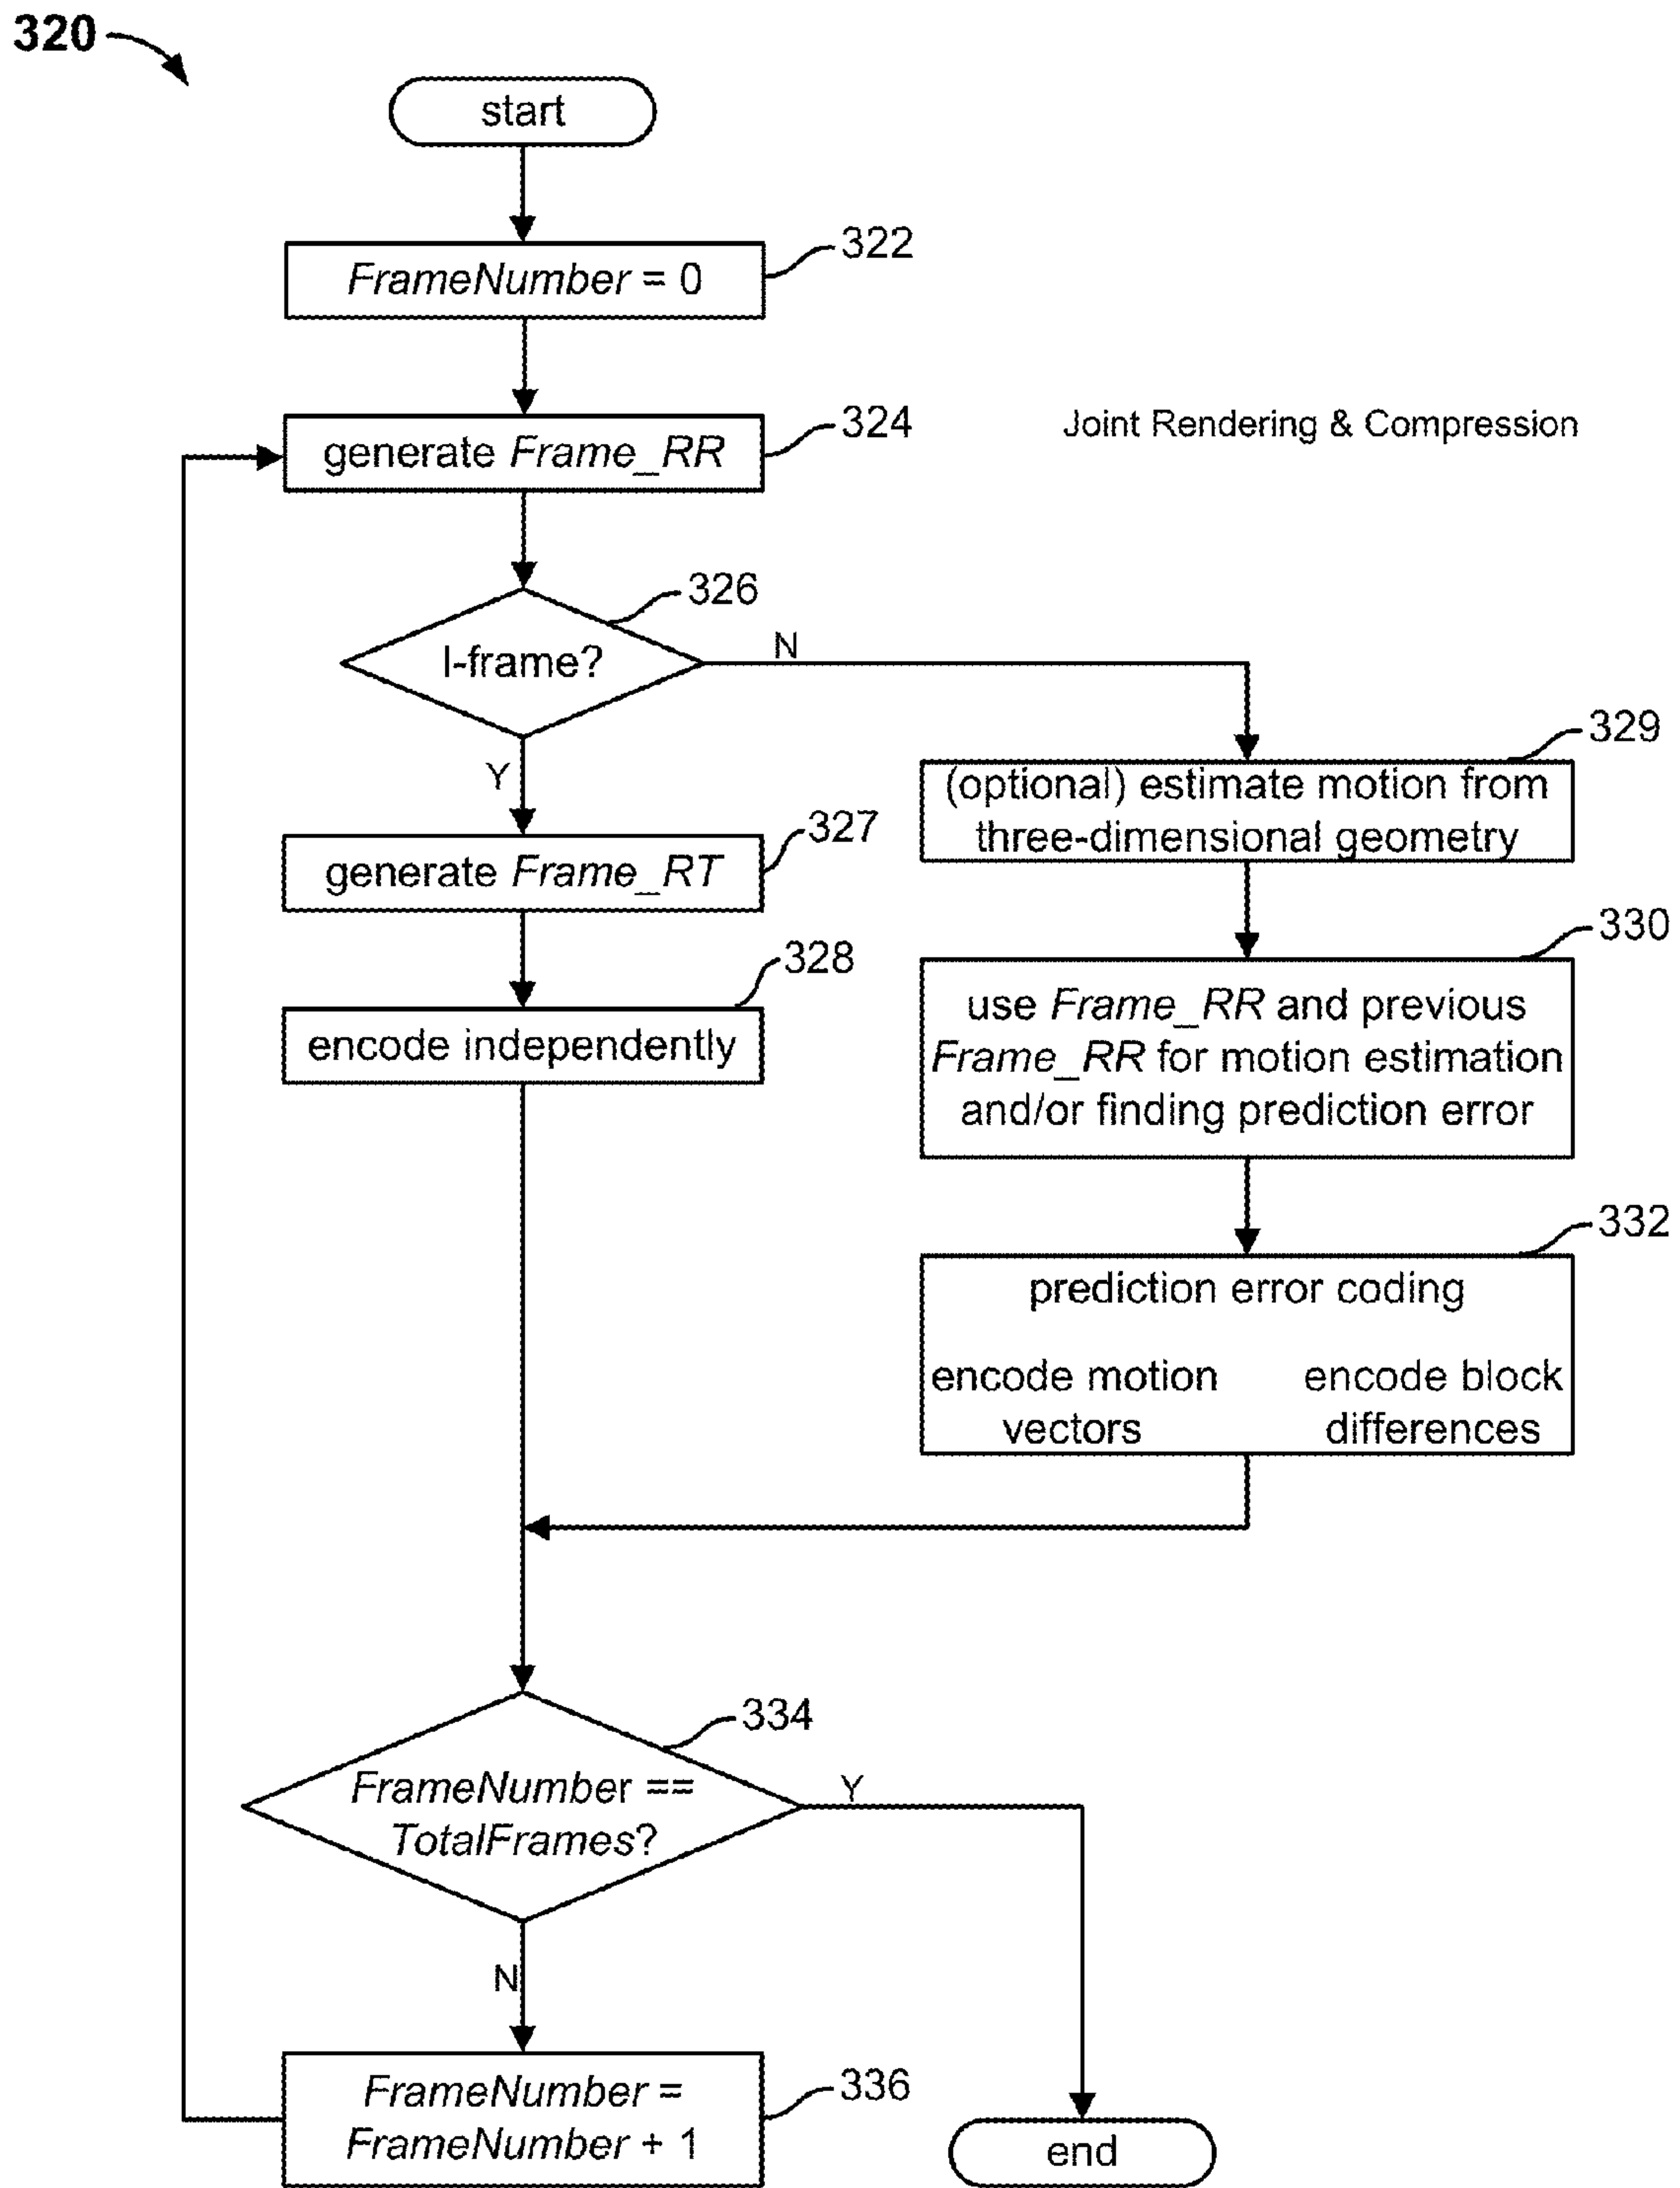 320
start
322
FrameNumber = 0
324
generate Frame_RR
Joint Rendering & Compression
326
I-frame?
N
Y
329
(optional) estimate motion from
three-dimensional geometry
327
generate Frame_RT
330
use Frame_RR and previous
Frame_RR for motion estimation
and/or finding prediction error
328
encode independently
332
prediction error coding
encode motion
vectors
encode block
differences
334
FrameNumber ==
TotalFrames?
Y
N
336
FrameNumber =
FrameNumber + 1
end